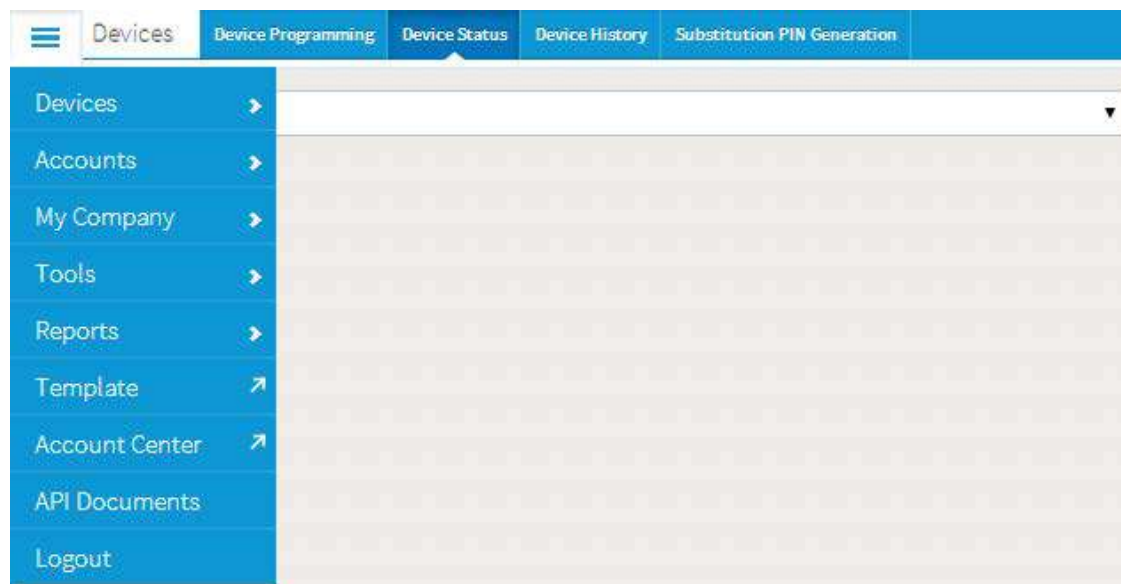 Devices Device Programming Device Status Device History Substitution PIN Generation
Devices
Accounts
My Company
Tools
Reports
Template
Account Center
API Documents
Logout